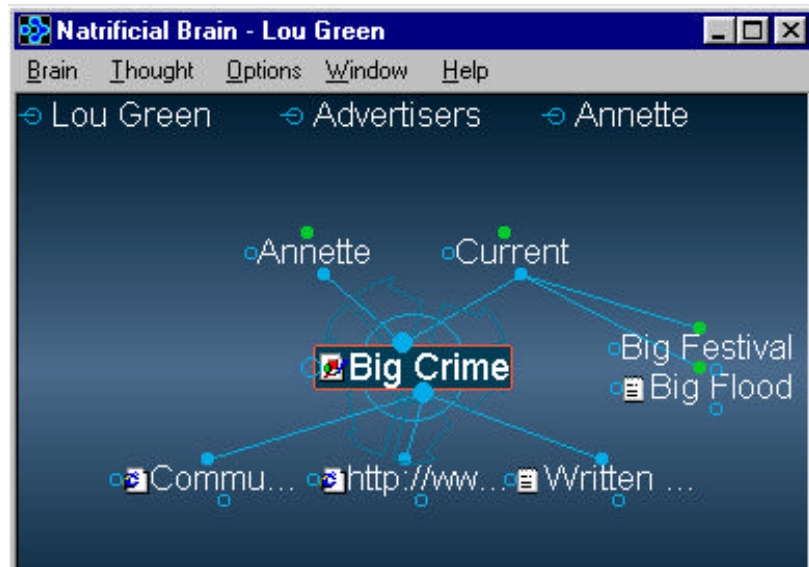 Natrificial Brain - Lou Green
Brain Thought Options Window Help
Lou Green Advertisers Annette
Annette Current
Big Crime
Big Festival
Big Flood
Commu... http://ww... Written ...